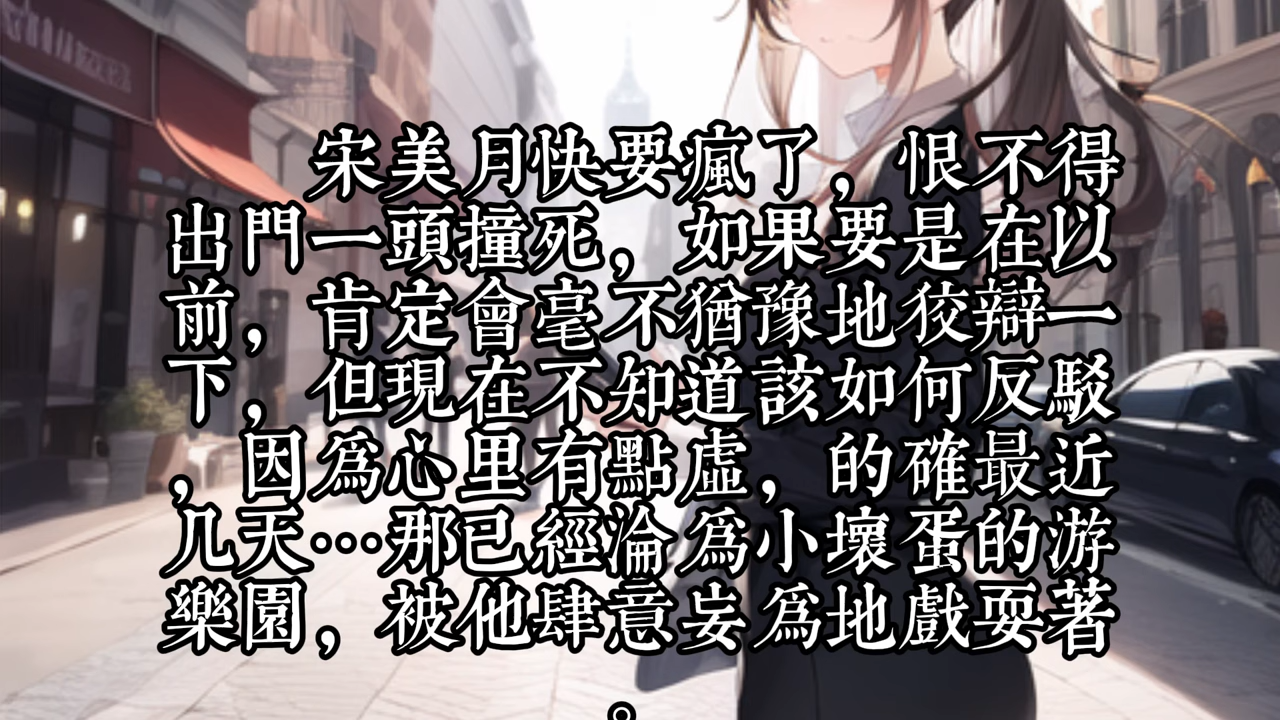 宋美月快要瘋了，恨不得
出門一頭撞死，如果要是在以
前，肯定會毫不猶豫地狡辯一
下，但現在不知道該如何反駁
，因爲心里有點虛，的確最近
几天…那已經淪爲小壞蛋的游
樂園，被他肆意妄爲地戲耍著
。